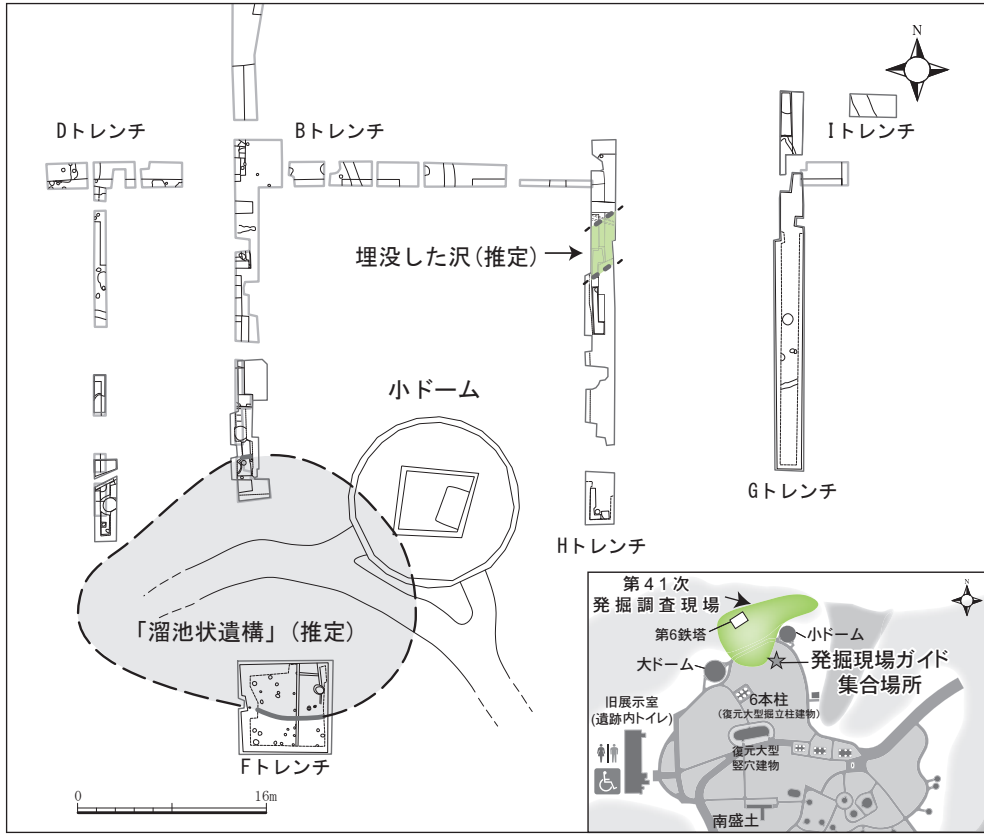 N
Dトレンチ
Bトレンチ
Iトレンチ
埋没した沢(推定)
小ドーム
Gトレンチ
Hトレンチ
「溜池状遺構」(推定)
Fトレンチ
0
16m
第41次
発掘調査現場
N
第6鉄塔
小ドーム
大ドーム
発掘現場ガイド
集合場所
旧展示室
(遺跡内トイレ)
6本柱
(復元大型掘立柱建物)
復元大型
竪穴建物
南盛土